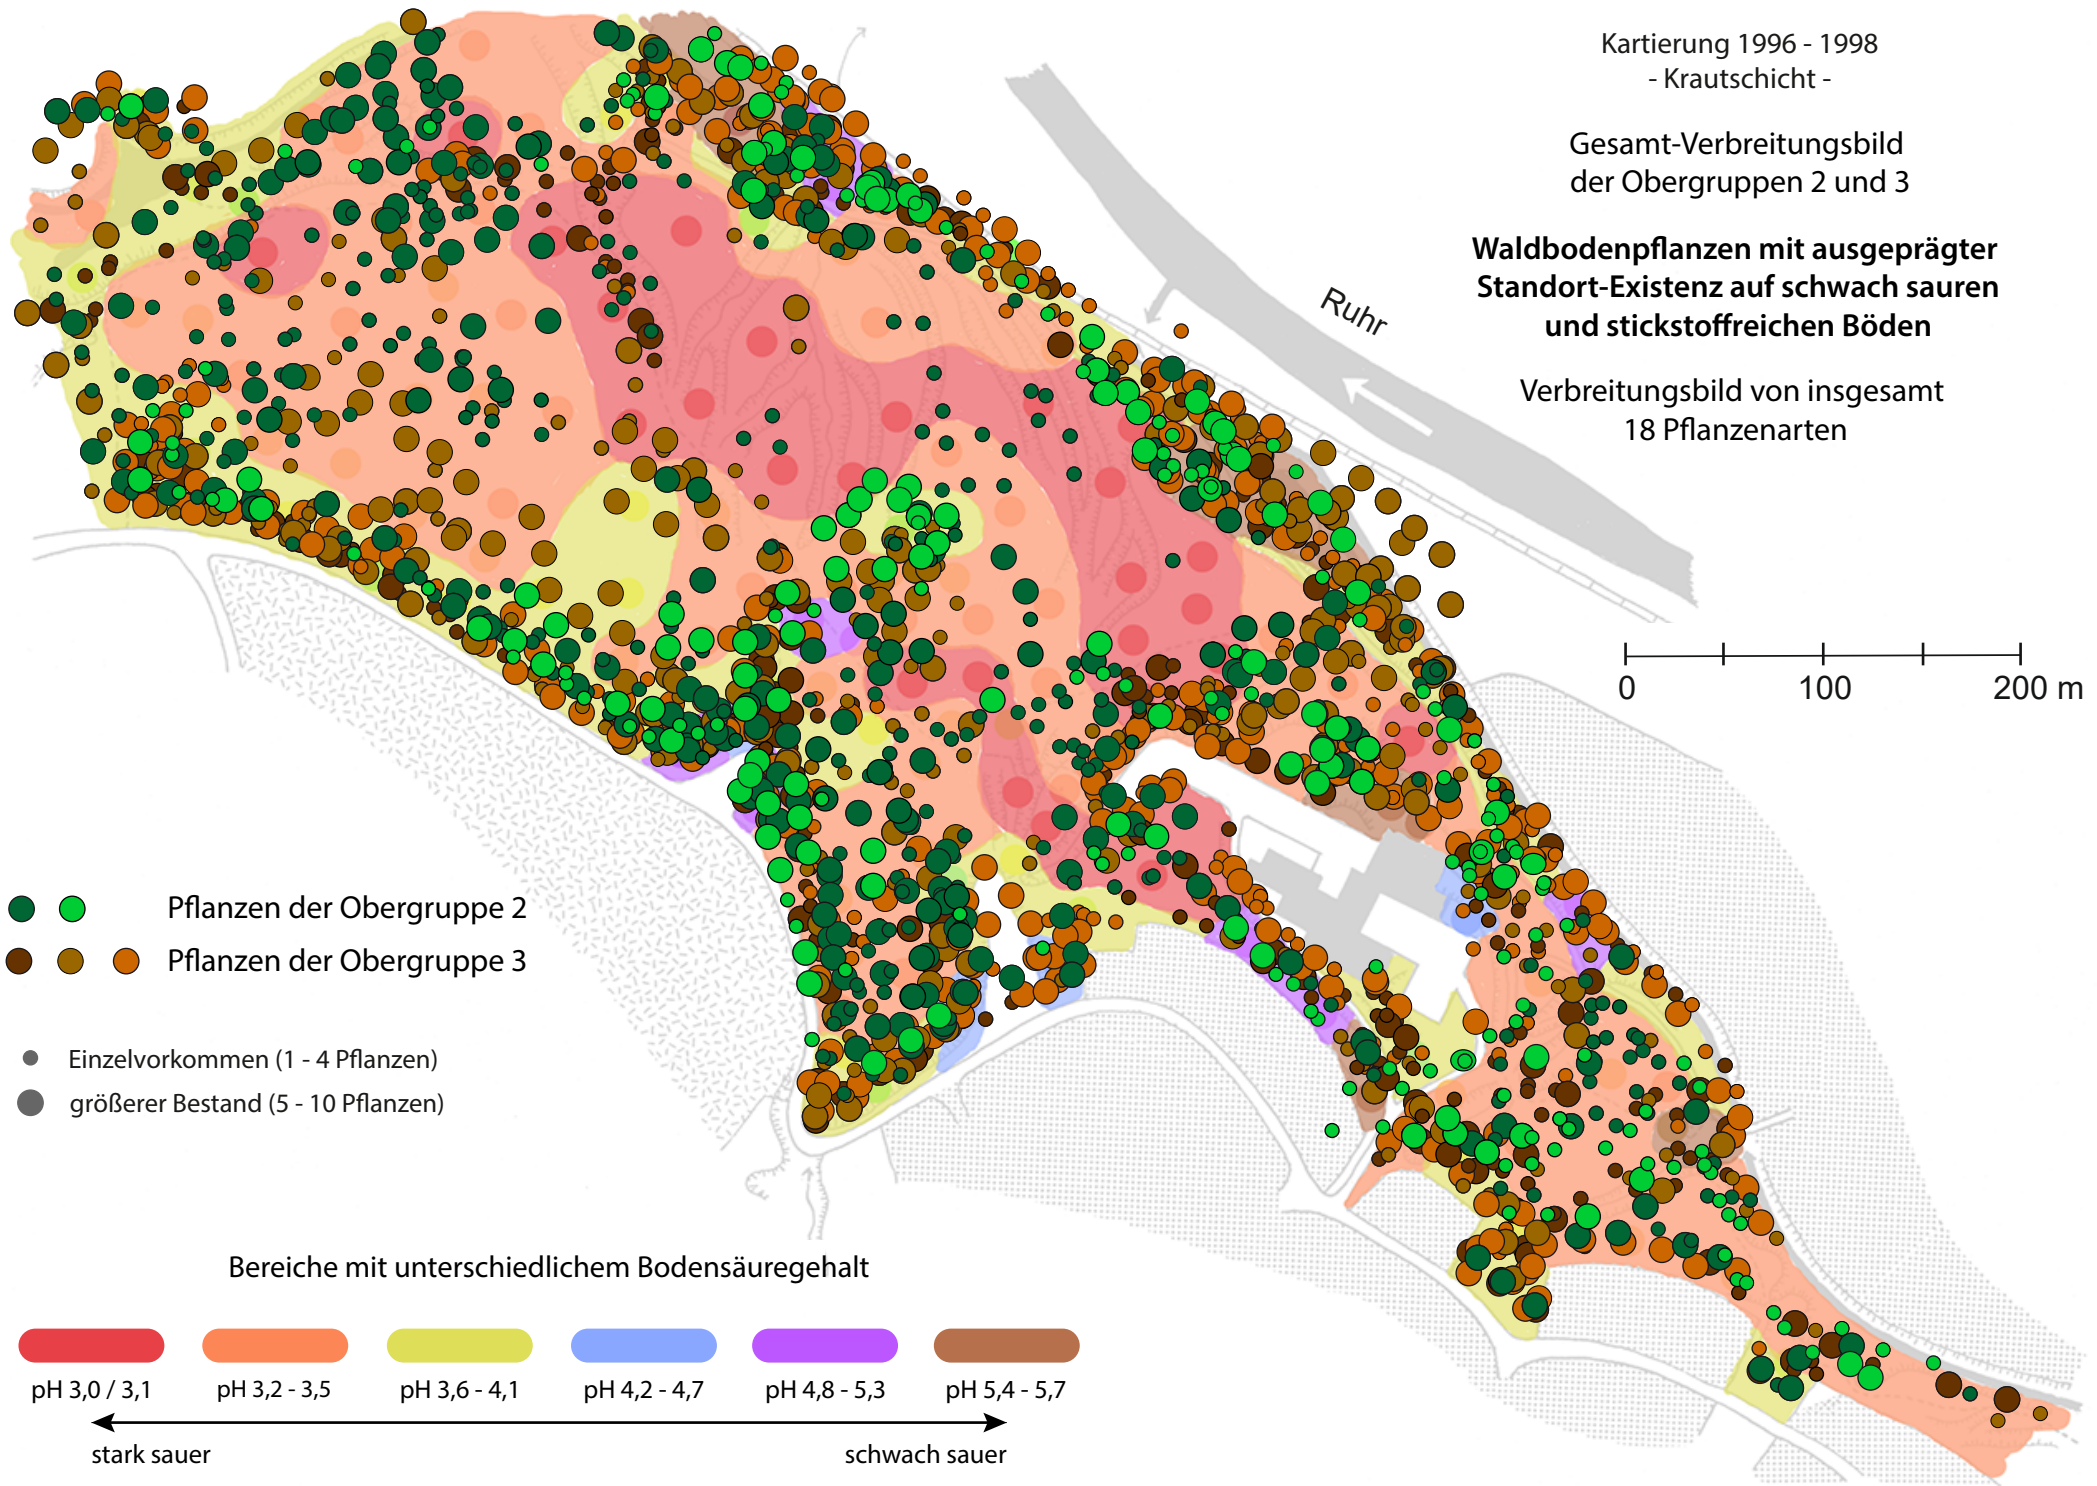 Kartierung 1996 - 1998
- Krautschicht -
Gesamt-Verbreitungsbild
der Obergruppen 2 und 3
Waldbodenpflanzen mit ausgeprägter
Standort-Existenz auf schwach sauren
und stickstoffreichen Böden
Verbreitungsbild von insgesamt
18 Pflanzenarten
Ruhr
0 100 200 m
Pflanzen der Obergruppe 2
Pflanzen der Obergruppe 3
Einzelvorkommen (1 - 4 Pflanzen)
größerer Bestand (5 - 10 Pflanzen)
Bereiche mit unterschiedlichem Bodensäuregehalt
pH 3,0 / 3,1 pH 3,2 - 3,5 pH 3,6 - 4,1 pH 4,2 - 4,7 pH 4,8 - 5,3 pH 5,4 - 5,7
stark sauer schwach sauer